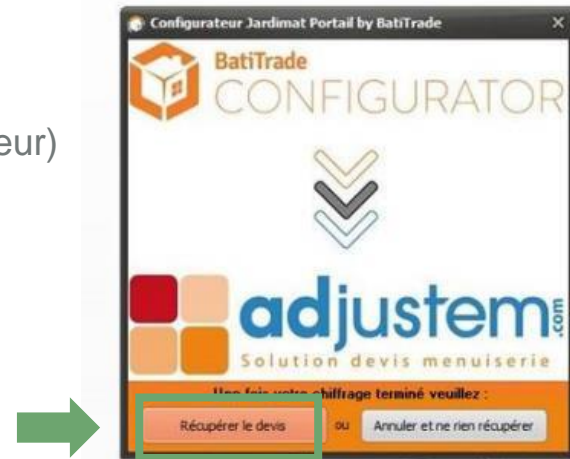 Configurateur Jardimat Portail by BatiTrade
BatiTrade
CONFIGURATOR
eur)
adjustem.com
Solution devis menuiserie
Une fois votre chiffrage terminé veuillez :
Récupérer le devis ou Annuler et ne rien récupérer